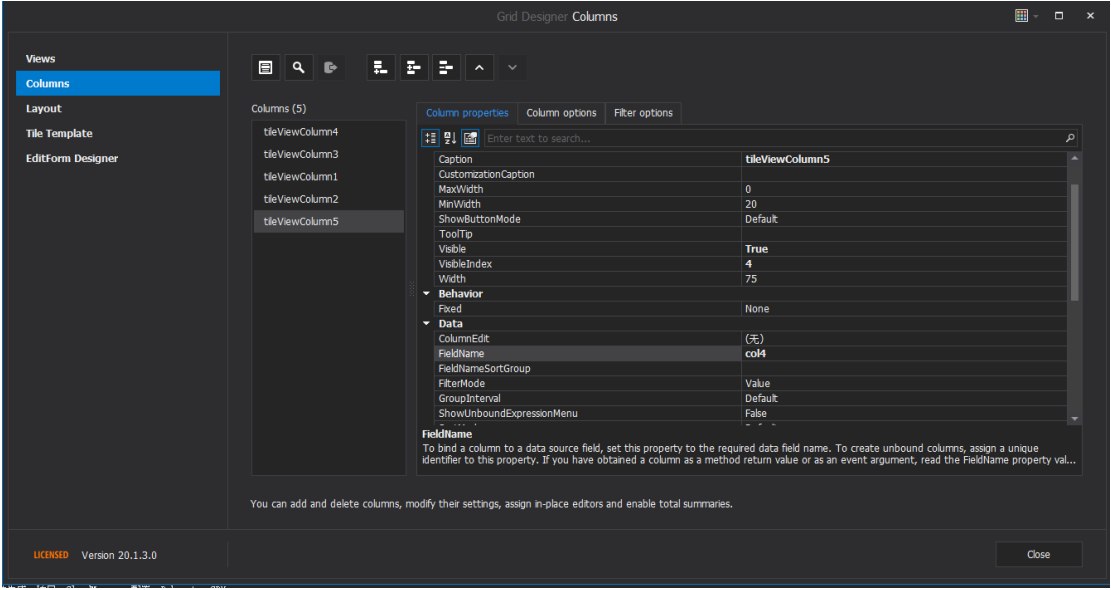 Grid Designer Columns
Views
Columns
Layout
Tile Template
EditForm Designer
Columns (5)
tileViewColumn4
tileViewColumn3
tileViewColumn1
tileViewColumn2
tileViewColumn5
Column properties Column options Filter options
Enter text to search...
Caption tileViewColumn5
CustomizationCaption
MaxWidth 0
MinWidth 20
ShowButtonMode Default
ToolTip
Visible True
VisibleIndex 4
Width 75
Behavior
Fixed None
Data
ColumnEdit (无)
FieldName col4
FieldNameSortGroup
FilterMode Value
GroupInterval Default
ShowUnboundExpressionMenu False
FieldName
To bind a column to a data source field, set this property to the required data field name. To create unbound columns, assign a unique
identifier to this property. If you have obtained a column as a method return value or as an event argument, read the FieldName property val...
You can add and delete columns, modify their settings, assign in-place editors and enable total summaries.
LICENSED Version 20.1.3.0
Close